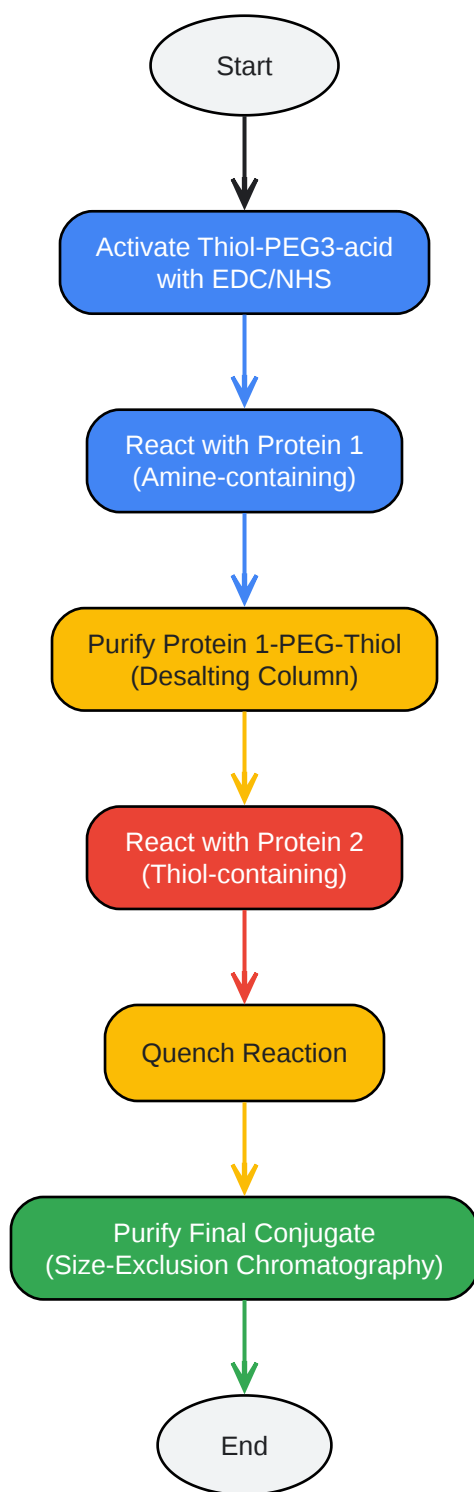 Start
Activate Thiol-PEG3-acid
with EDC/NHS
React with Protein 1
(Amine-containing)
Purify Protein 1-PEG-Thiol
(Desalting Column)
React with Protein 2
(Thiol-containing)
Quench Reaction
Purify Final Conjugate
(Size-Exclusion Chromatography)
End